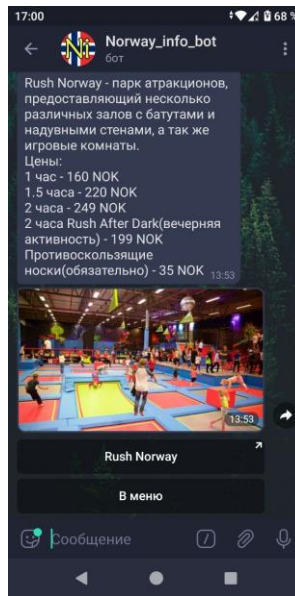 17:00
68 %
Ni
Norway_info_bot
бот
Rush Norway - парк атракционов,
предоставляющий несколько
различных залов с батутами и
надувными стенами, а так же
игровые комнаты.
Цены:
1 час - 160 NOK
1.5 часа - 220 NOK
2 часа - 249 NOK
2 часа Rush After Dark(вечерняя
активность) - 199 NOK
Противоскользящие
носки(обязательно) - 35 NOK 13:53
13:53
Rush Norway
В меню
Сообщение